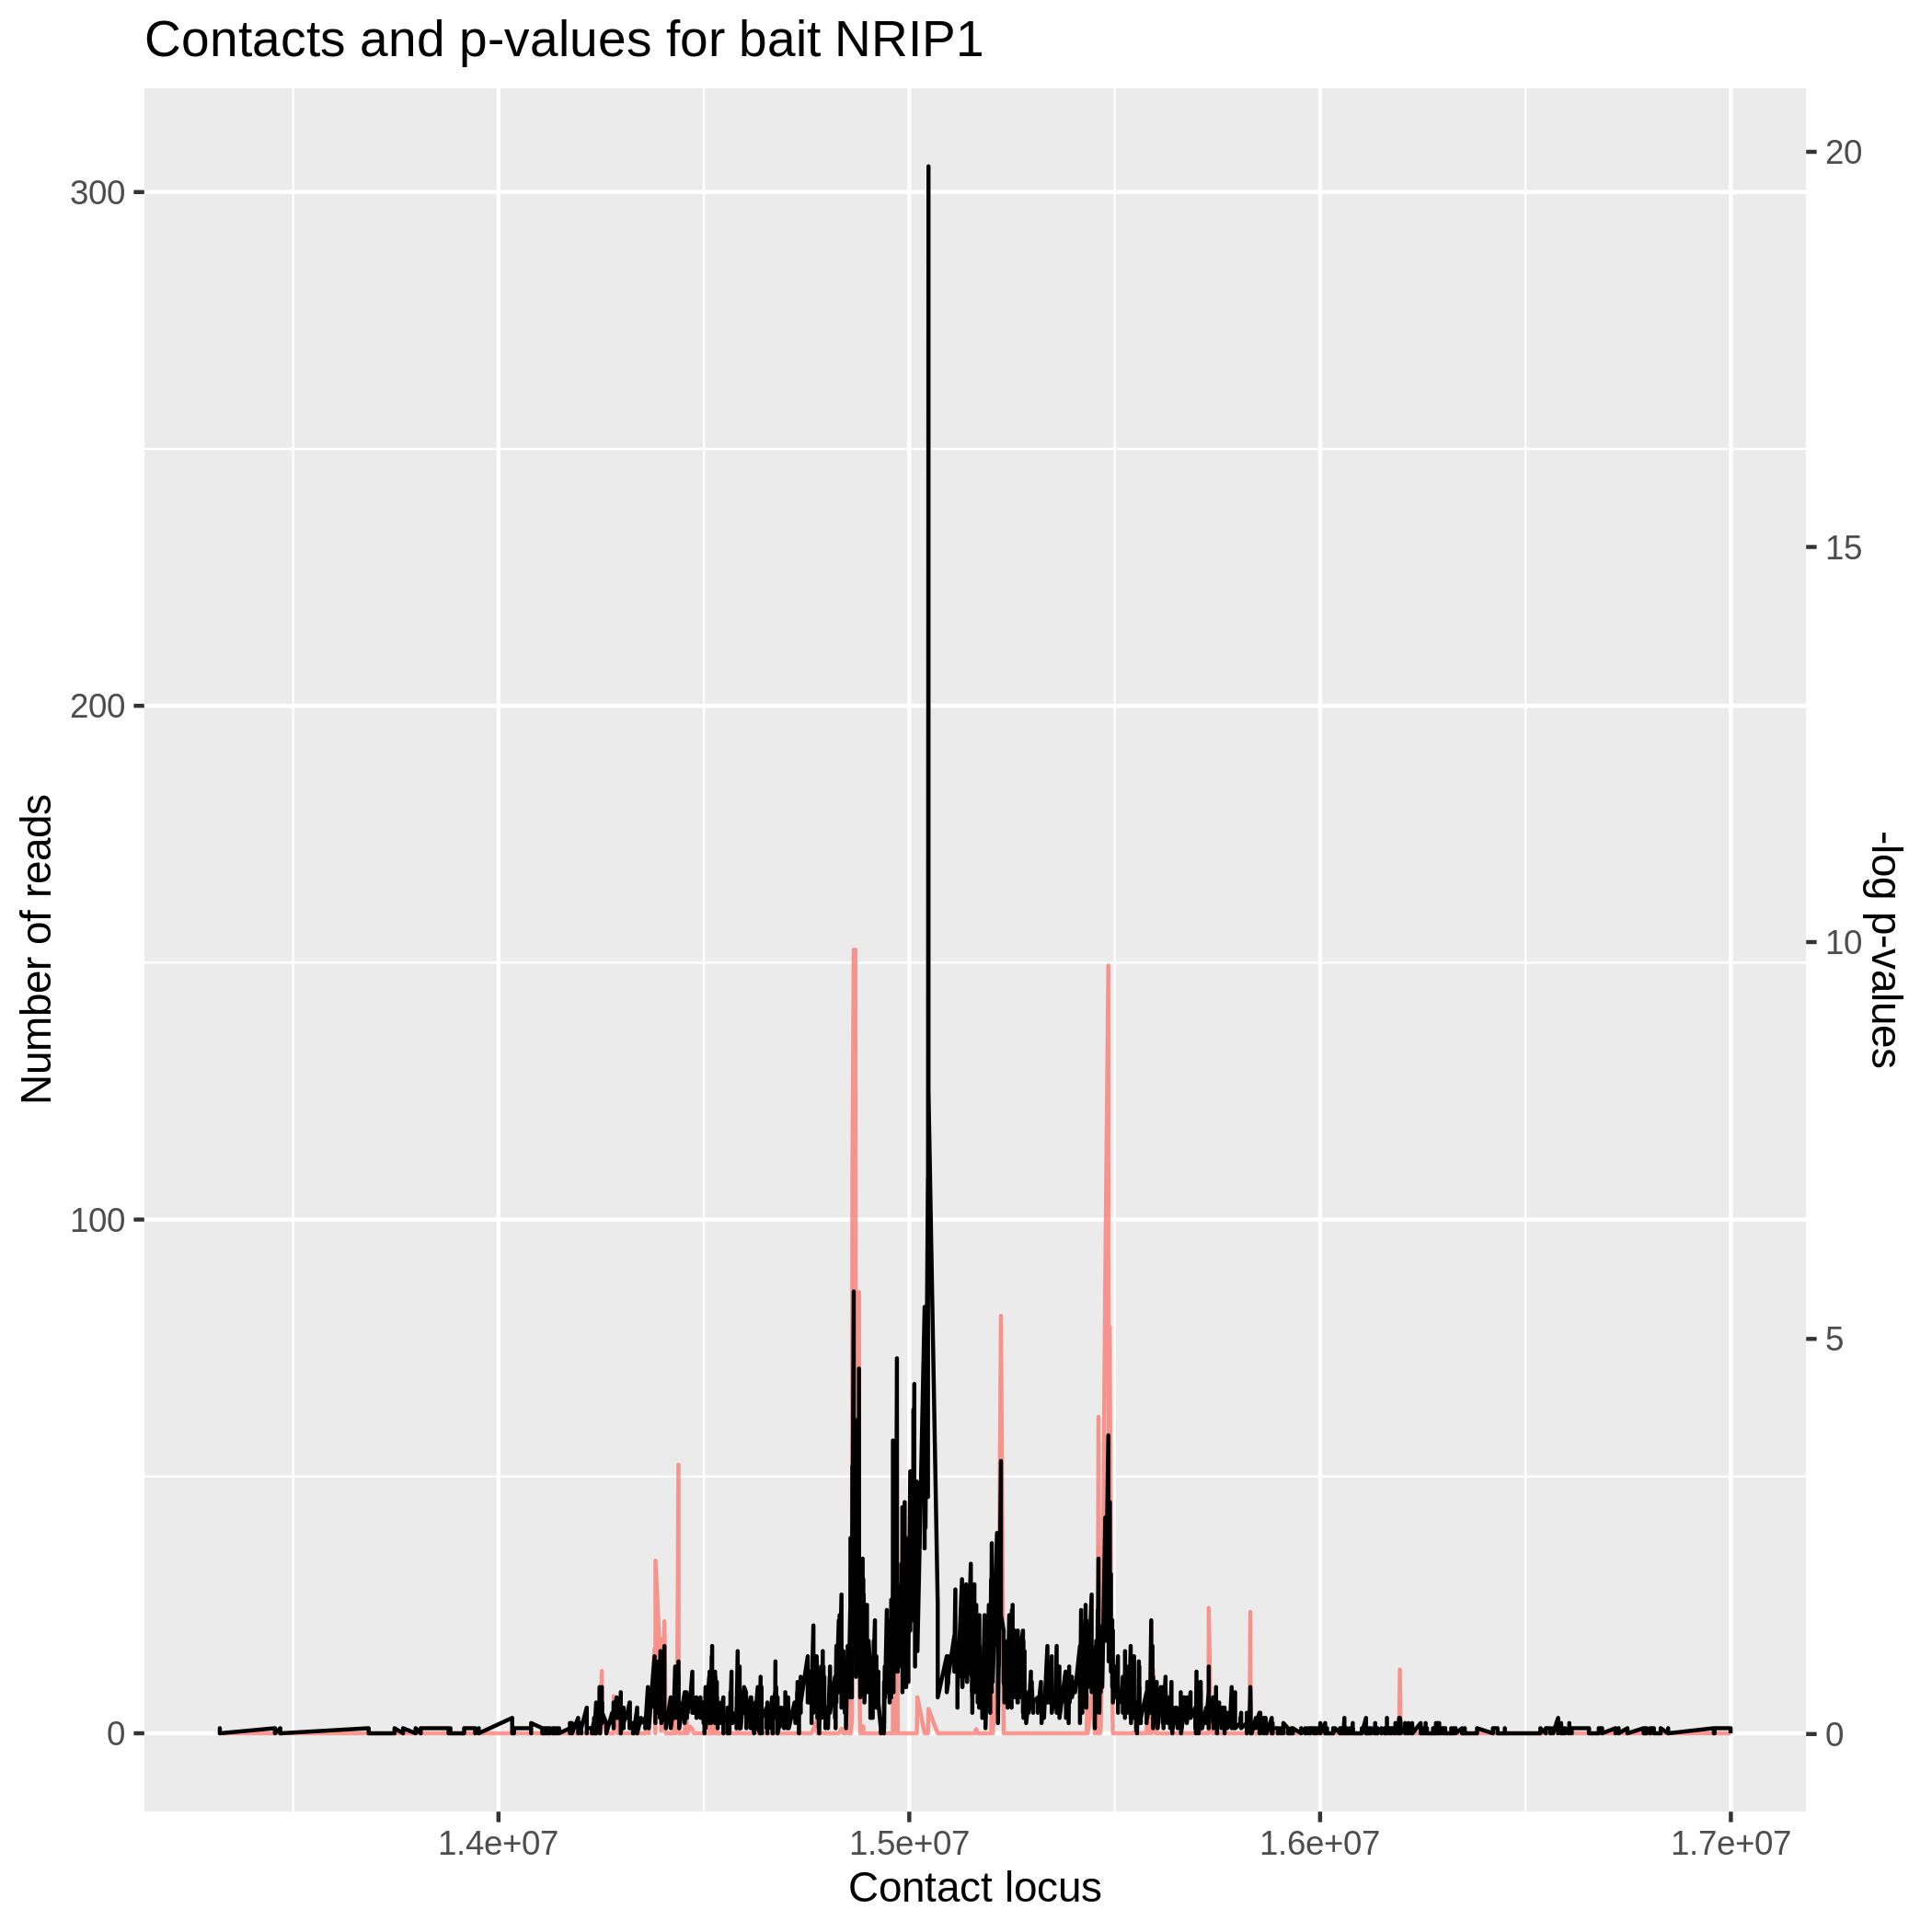 Contacts and p-values for bait NRIP1
Number of reads
300
200
100
0
20
15
10
5
0
-log p-values
1.4e+07 1.5e+07 1.6e+07 1.7e+07
Contact locus